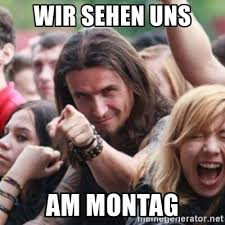 WIR SEHEN UNS
AM MONTAG
memegenerator.net